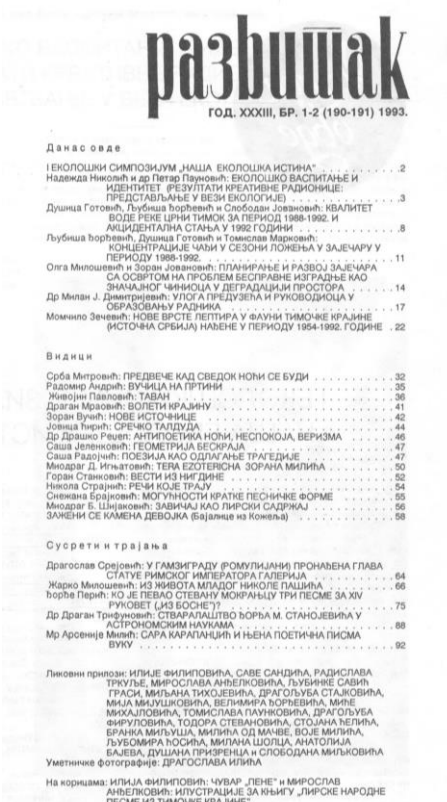 развитак
ГОД. XXXIII, БР. 1-2 (190-191) 1993.
Данас овде
I ЕКОЛОШКИ СИМПОЗИЈУМ „НАША ЕКОЛОШКА ИСТИНА" . . . . . . . . . . . . 2
Надежда Николић и др Петар Пауновић: ЕКОЛОШКО ВАСПИТАЊЕ И
ИДЕНТИТЕТ (РЕЗУЛТАТИ КРЕАТИВНЕ РАДИОНИЦЕ:
ПРЕДСТАВЉАЊЕ У ВЕЗИ ЕКОЛОГИЈЕ) . . . . . . . . . . . . 3
Душица Готовић, Љубиша Ђорђевић и Слободан Јовановић: КВАЛИТЕТ
ВОДЕ РЕКЕ ЦРНИ ТИМОК ЗА ПЕРИОД 1988-1992. И
АКЦИДЕНТАЛНА СТАЊА У 1992 ГОДИНИ . . . . . . . . . . . . 8
Љубиша Ђорђевић, Душица Готовић и Томислав Марковић:
КОНЦЕНТРАЦИЈЕ ЧАЂИ У СЕЗОНИ ЛОЖЕЊА У ЗАЈЕЧАРУ У
ПЕРИОДУ 1988-1992. . . . . . . . . . . . . 11
Олга Милошевић и Зоран Јовановић: ПЛАНИРАЊЕ И РАЗВОЈ ЗАЈЕЧАРА
СА ОСВРТОМ НА ПРОБЛЕМ БЕСПРАВНЕ ИЗГРАДЊЕ КАО
ЗНАЧАЈНОГ ЧИНИОЦА У ДЕГРАДАЦИЈИ ПРОСТОРА . . . . . 14
Др Милан Ј. Димитријевић: УЛОГА ПРЕДУЗЕЋА И РУКОВОДИОЦА У
ОБРАЗОВАЊУ РАДНИКА . . . . . . . . . . . . 17
Момчило Зечевић: НОВЕ ВРСТЕ ЛЕПТИРА У ФАУНИ ТИМОЧКЕ КРАЈИНЕ
(ИСТОЧНА СРБИЈА) НАЂЕНЕ У ПЕРИОДУ 1954-1992. ГОДИНЕ . 22
Видици
Срба Митровић: ПРЕДВЕЧЕ КАД СВЕДОК НОЋИ СЕ БУДИ . . . . . . . . . . . . 32
Радомир Андрић: ВУЧИЦА НА ПРТИНИ . . . . . . . . . . . . 35
Живојин Павловић: ТАВАН . . . . . . . . . . . . 36
Драган Мраовић: ВОЛЕТИ КРАЈИНУ . . . . . . . . . . . . 41
Зоран Вучић: НОВЕ ИСТОЧНИЦЕ . . . . . . . . . . . . 42
Јовица Ћирић: СРЕЧКО ТАЛДУДА . . . . . . . . . . . . 44
Др Драшко Ређеп: АНТИПОЕТИКА НОЋИ, НЕСПОКОЈА, ВЕРИЗМА . . . . . . 46
Саша Јеленковић: ГЕОМЕТРИЈА БЕСКРАЈА . . . . . . . . . . . . 47
Саша Радојчић: ПОЕЗИЈА КАО ОДЛАГАЊЕ ТРАГЕДИЈЕ . . . . . . . . . . . . 47
Миодраг Д. Игњатовић: TERA EZOTERICHA ЗОРАНА МИЛИЋА . . . . . . 50
Горан Станковић: ВЕСТИ ИЗ НИГДИНЕ . . . . . . . . . . . . 52
Никола Страјнић: РЕЧИ КОЈЕ ТРАЈУ . . . . . . . . . . . . 54
Снежана Брајковић: МОГУЋНОСТИ КРАТКЕ ПЕСНИЧКЕ ФОРМЕ . . . . . . 55
Миодраг Б. Шијаковић: ЗАВИЧАЈ КАО ЛИРСКИ САДРЖАЈ . . . . . . . . . 56
ЗАЖЕНИ СЕ КАМЕНА ДЕВОЈКА (Бајалице из Кожеља) . . . . . . . . . . . . 58
Сусрети и трајања
Драгослав Срејовић: У ГАМЗИГРАДУ (РОМУЛИЈАНИ) ПРОНАЂЕНА ГЛАВА
СТАТУЕ РИМСКОГ ИМПЕРАТОРА ГАЛЕРИЈА . . . . . . . . . . . . 64
Жарко Милошевић: ИЗ ЖИВОТА МЛАДОГ НИКОЛЕ ПАШИЋА . . . . . . . . . 66
Ђорђе Перић: КО ЈЕ ПЕВАО СТЕВАНУ МОКРАЊЦУ ТРИ ПЕСМЕ ЗА XIV
РУКОВЕТ („ИЗ БОСНЕ")? . . . . . . . . . . . . 75
Др Драган Трифуновић: СТВАРАЛАШТВО ЂОРЂА М. СТАНОЈЕВИЋА У
АСТРОНОМСКИМ НАУКАМА . . . . . . . . . . . . 88
Мр Арсеније Милић: САРА КАРАПАНЏИЋ И ЊЕНА ПОЕТИЧНА ПИСМА
ВУКУ . . . . . . . . . . . . 92
Ликовни прилози: ИЛИЈЕ ФИЛИПОВИЋА, САВЕ САНДИЋА, РАДИСЛАВА
ТРКУЉЕ, МИРОСЛАВА АНЂЕЛКОВИЋА, ЉУБИНКЕ САВИЋ
ГРАСИ, МИЉАНА ТИХОЈЕВИЋА, ДРАГОЉУБА СТАЈКОВИЋА,
МИЈА МИЈУШКОВИЋА, ВЕЛИМИРА ЂОРЂЕВИЋА, МИЋЕ
МИХАЈЛОВИЋА, ТОМИСЛАВА ПАУНКОВИЋА, ДРАГОЉУБА
ФИРУЛОВИЋА, ТОДОРА СТЕВАНОВИЋА, СТОЈАНА ЋЕЛИЋА,
БРАНКА МИЉУША, МИЛИЋА ОД МАЧВЕ, ВОЈЕ МИЛИЋА,
ЉУБОМИРА ЋОСИЋА, МИЛАНА ШОЛЦА, АНАТОЛИЈА
БАЈЕВА, ДУШАНА ПРИЗРЕНЦА и СЛОБОДАНА МИЉКОВИЋА
Уметничке фотографије: ДРАГОСЛАВА ИЛИЋА
На корицама: ИЛИЈА ФИЛИПОВИЋ: ЧУВАР „ПЕНЕ" и МИРОСЛАВ
АНЂЕЛКОВИЋ: ИЛУСТРАЦИЈЕ ЗА КЊИГУ „ЛИРСКЕ НАРОДНЕ
ПЕСМЕ ИЗ ТИМОЧКЕ КРАЈИНЕ"